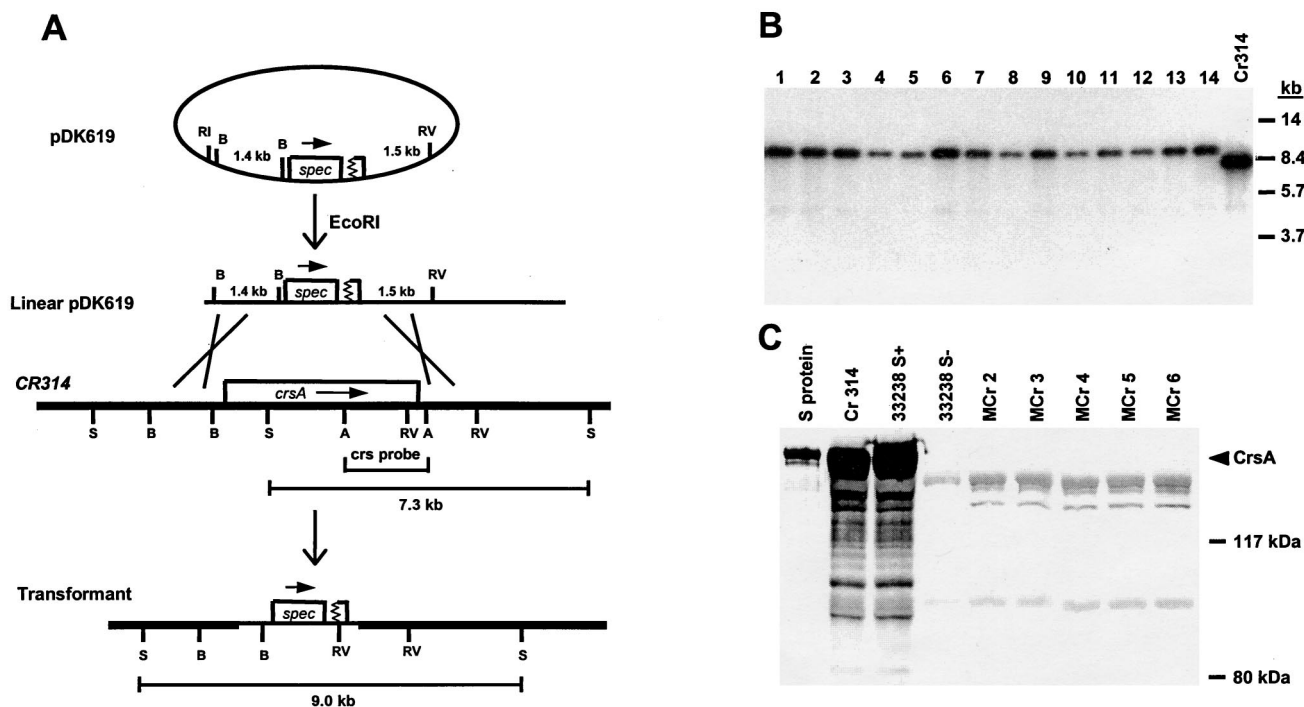 A
pDK619
RI B 1.4 kb B 1.5 kb RV
spec
EcoRI
B 1.4 kb B 1.5 kb RV
spec
Linear pDK619
CR314
crsA
S B B S A RV A RV S
crs probe
7.3 kb
Transformant
spec
S B B RV RV S
9.0 kb
B
1 2 3 4 5 6 7 8 9 10 11 12 13 14 Cr314
kb
14
8.4
5.7
3.7
C
S protein
Cr 314
33238 S+
33238 S-
MCr 2
MCr 3
MCr 4
MCr 5
MCr 6
CrsA
117 kDa
80 kDa